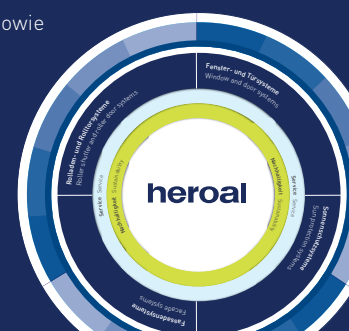 owie
Fenster- und Türsysteme
Window and door systems
Rolladen- und Rolltorsysteme
Roller shutter and roller door systems
Service Service
Nachhaltigkeit Sustainability
heroal
Nachhaltigkeit Sustainability
Service Service
Sonnenschutzsysteme
Sun protection systems
Facade systems
Fassadensysteme